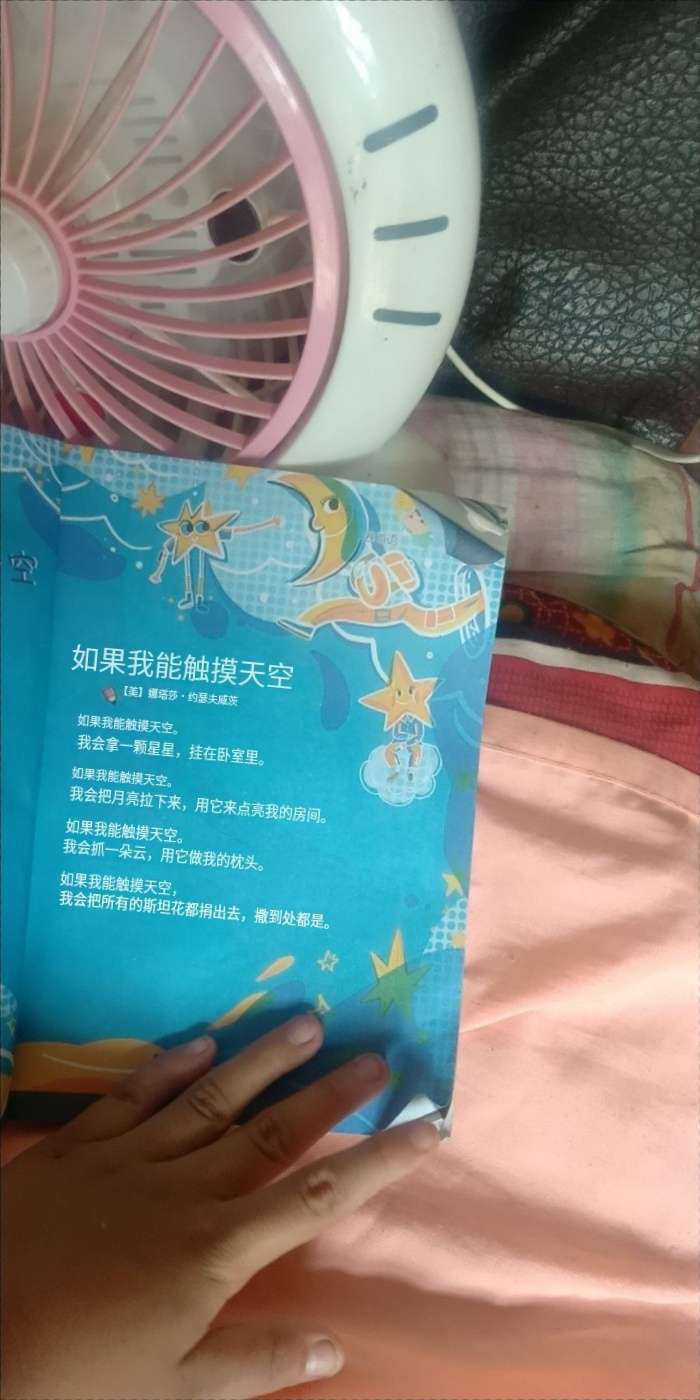 空
如果我能触摸天空
【美】娜塔莎·约瑟夫威茨
如果我能触摸天空。
我会拿一颗星星，挂在卧室里。
如果我能触摸天空。
我会把月亮拉下来，用它来点亮我的房间。
如果我能触摸天空。
我会抓一朵云，用它做我的枕头。
如果我能触摸天空，
我会把所有的斯坦花都捐出去，撒到处都是。